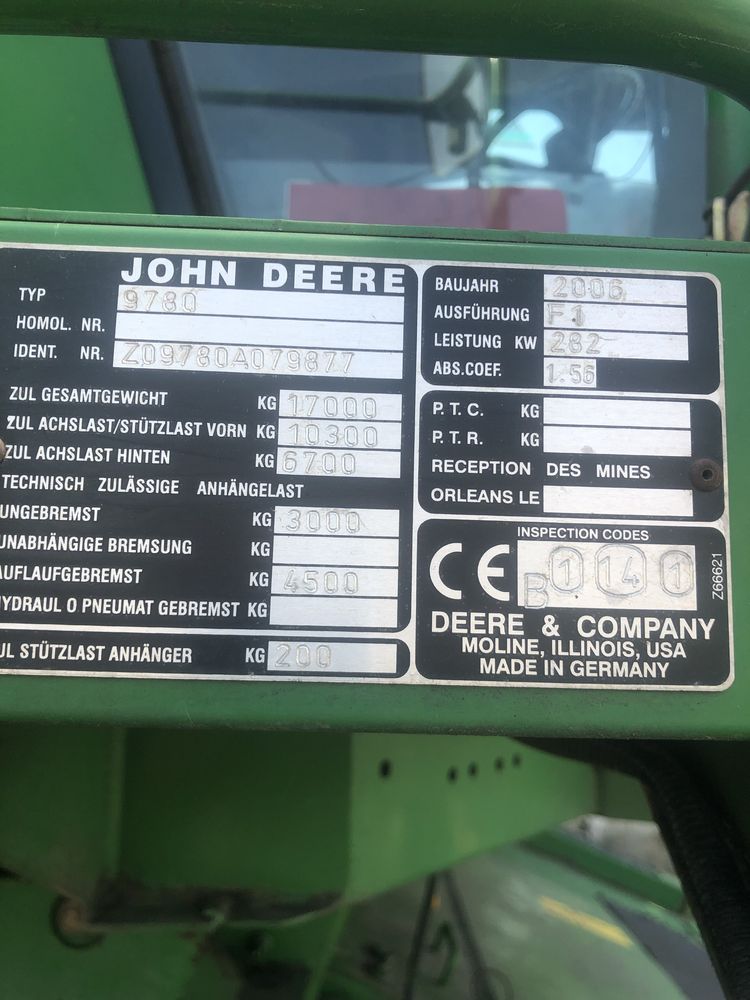 JOHN DEERE
TYP 9780
HOMOL. NR.
IDENT. NR. Z09780A079877
ZUL GESAMTGEWICHT KG 17000
ZUL ACHSLAST/STÜTZLAST VORN KG 10300
ZUL ACHSLAST HINTEN KG 6700
TECHNISCH ZULÄSSIGE ANHÄNGELAST
UNGEBREMST KG 3000
UNABHÄNGIGE BREMSUNG KG
AUFLAUFGEBREMST KG 4500
HYDRAUL O PNEUMAT GEBREMST KG
UL STÜTZLAST ANHÄNGER KG 200
BAUJAHR 2006
AUSFÜHRUNG F1
LEISTUNG KW 282
ABS.COEF. 1.56
P.T.C. KG
P.T.R. KG
RECEPTION DES MINES
ORLEANS LE
INSPECTION CODES
CE B 1 14 1
Z66621
DEERE & COMPANY
MOLINE, ILLINOIS, USA
MADE IN GERMANY